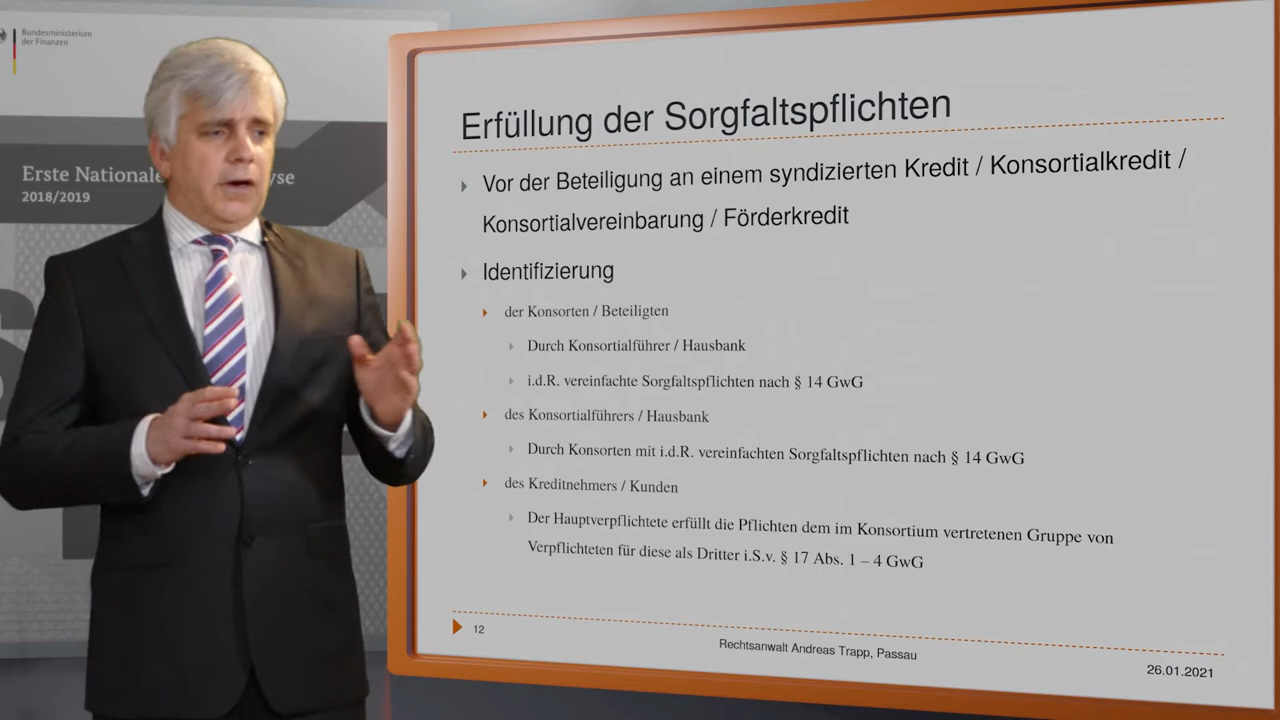 Bundesministerium
der Finanzen
Erste Nationale
2018/2019
Erfüllung der Sorgfaltspflichten
Vor der Beteiligung an einem syndizierten Kredit / Konsortialkredit /
Konsortialvereinbarung / Förderkredit
Identifizierung
der Konsorten / Beteiligten
Durch Konsortialführer / Hausbank
i.d.R. vereinfachte Sorgfaltspflichten nach § 14 GwG
des Konsortialführers / Hausbank
Durch Konsorten mit i.d.R. vereinfachten Sorgfaltspflichten nach § 14 GwG
des Kreditnehmers / Kunden
Der Hauptverpflichtete erfüllt die Pflichten dem im Konsortium vertretenen Gruppe von
Verpflichteten für diese als Dritter i.S.v. § 17 Abs. 1 – 4 GwG
12
Rechtsanwalt Andreas Trapp, Passau
26.01.2021